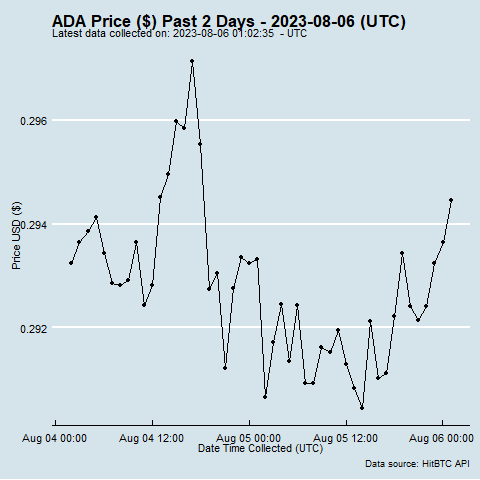 ADA Price ($) Past 2 Days - 2023-08-06 (UTC)
Latest data collected on: 2023-08-06 01:02:35  - UTC
0.296
0.294
0.292
Price USD ($)
Aug 04 00:00
Aug 04 12:00
Aug 05 00:00
Aug 05 12:00
Aug 06 00:00
Date Time Collected (UTC)
Data source: HitBTC API